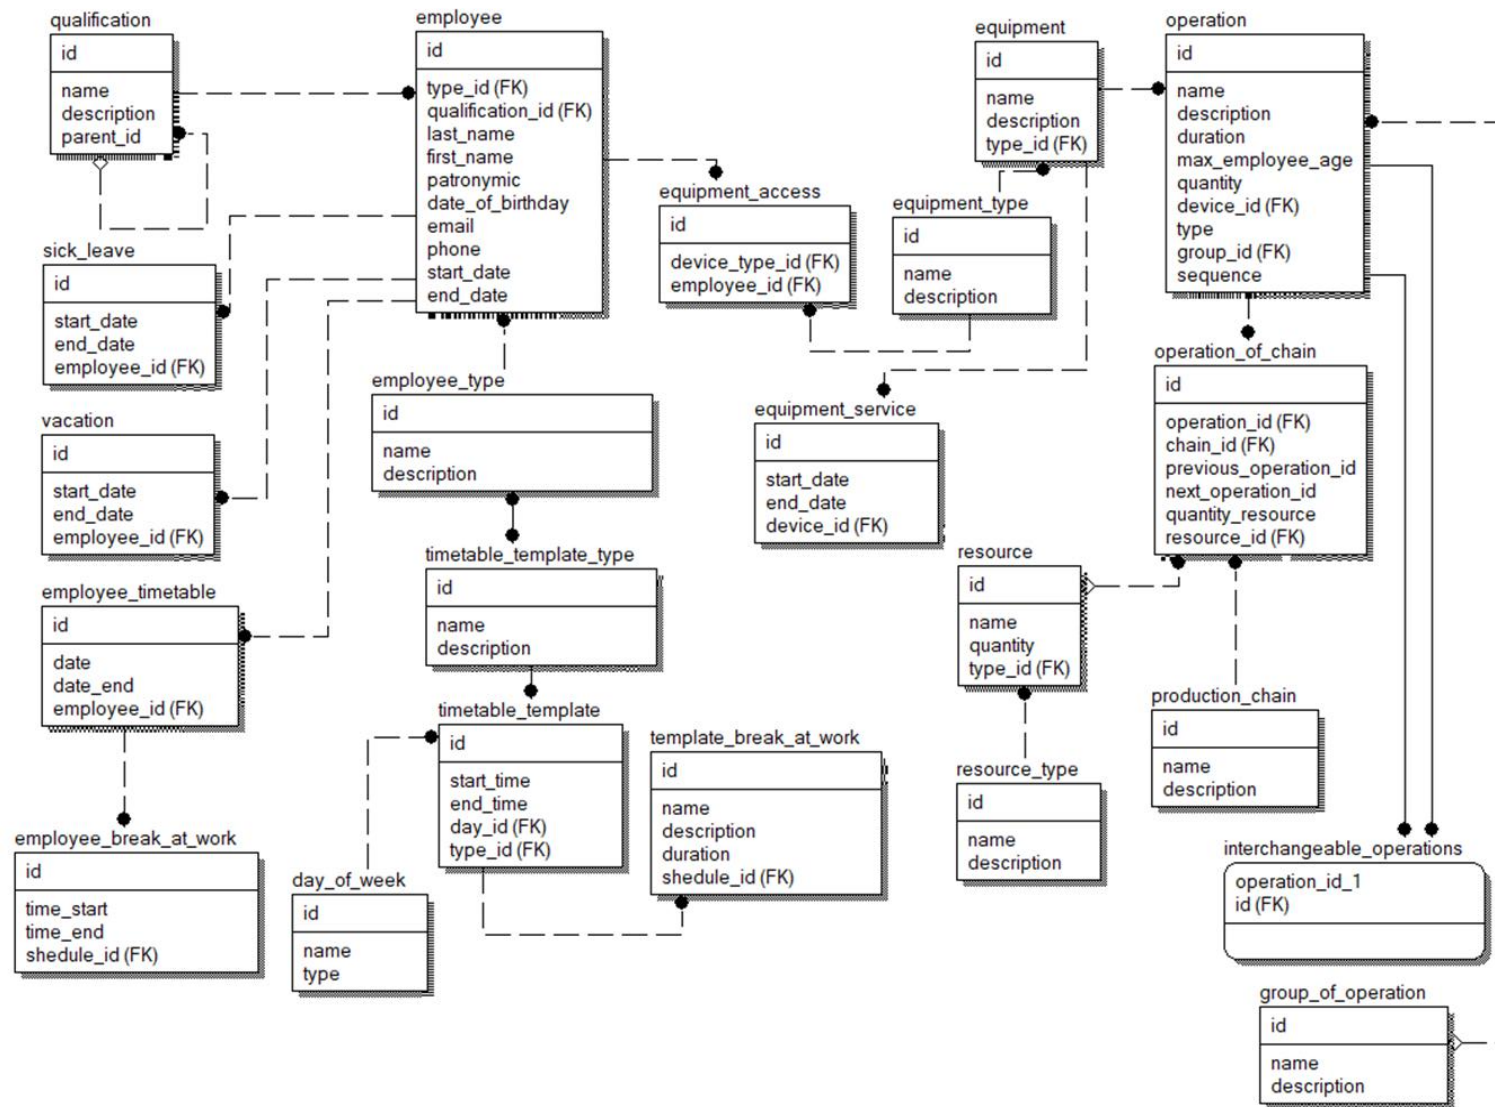 qualification
id
name
description
parent_id
employee
id
type_id (FK)
qualification_id (FK)
last_name
first_name
patronymic
date_of_birthday
email
phone
start_date
end_date
equipment
id
name
description
type_id (FK)
operation
id
name
description
duration
max_employee_age
quantity
device_id (FK)
type
group_id (FK)
sequence
equipment_access
id
device_type_id (FK)
employee_id (FK)
equipment_type
id
name
description
sick_leave
id
start_date
end_date
employee_id (FK)
employee_type
id
name
description
equipment_service
id
start_date
end_date
device_id (FK)
operation_of_chain
id
operation_id (FK)
chain_id (FK)
previous_operation_id
next_operation_id
quantity_resource
resource_id (FK)
vacation
id
start_date
end_date
employee_id (FK)
timetable_template_type
id
name
description
resource
id
name
quantity
type_id (FK)
employee_timetable
id
date
date_end
employee_id (FK)
timetable_template
id
start_time
end_time
day_id (FK)
type_id (FK)
template_break_at_work
id
name
description
duration
shedule_id (FK)
resource_type
id
name
description
production_chain
id
name
description
employee_break_at_work
id
time_start
time_end
shedule_id (FK)
day_of_week
id
name
type
interchangeable_operations
operation_id_1
id (FK)
group_of_operation
id
name
description